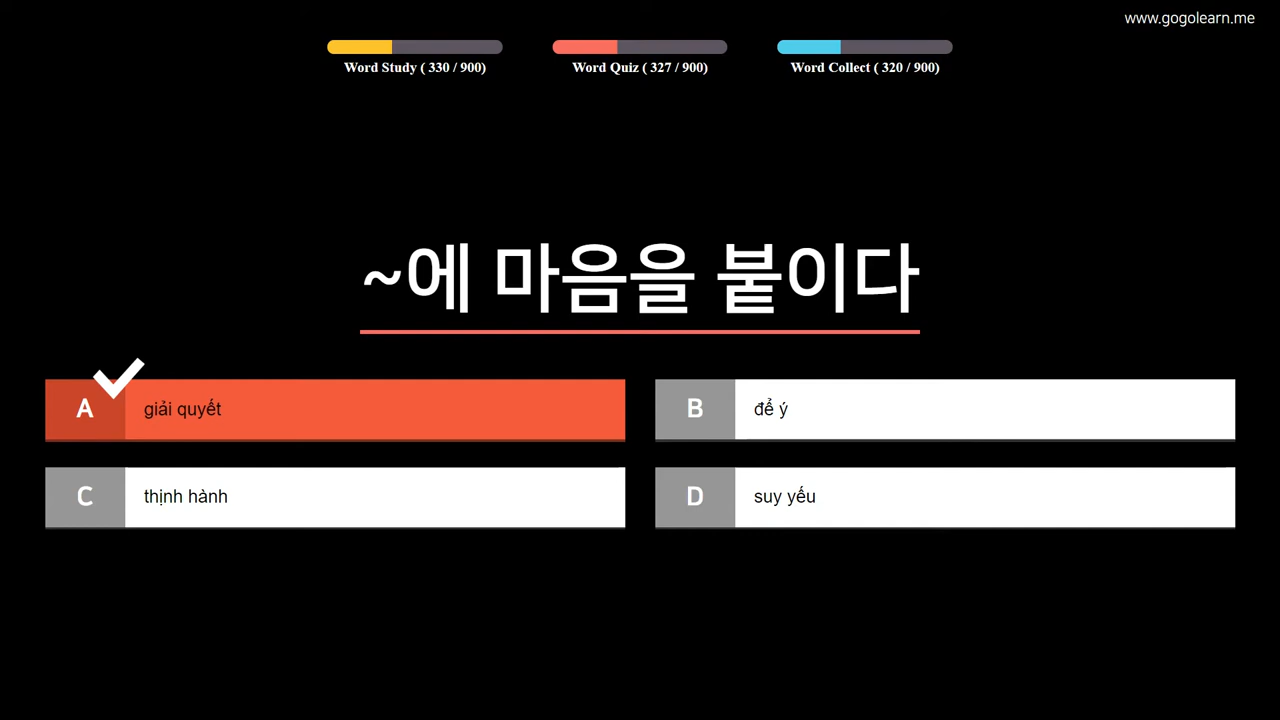 www.gogolearn.me
Word Study ( 330 / 900)
Word Quiz ( 327 / 900)
Word Collect ( 320 / 900)
~에 마음을 붙이다
A giải quyết
B để ý
C thịnh hành
D suy yếu